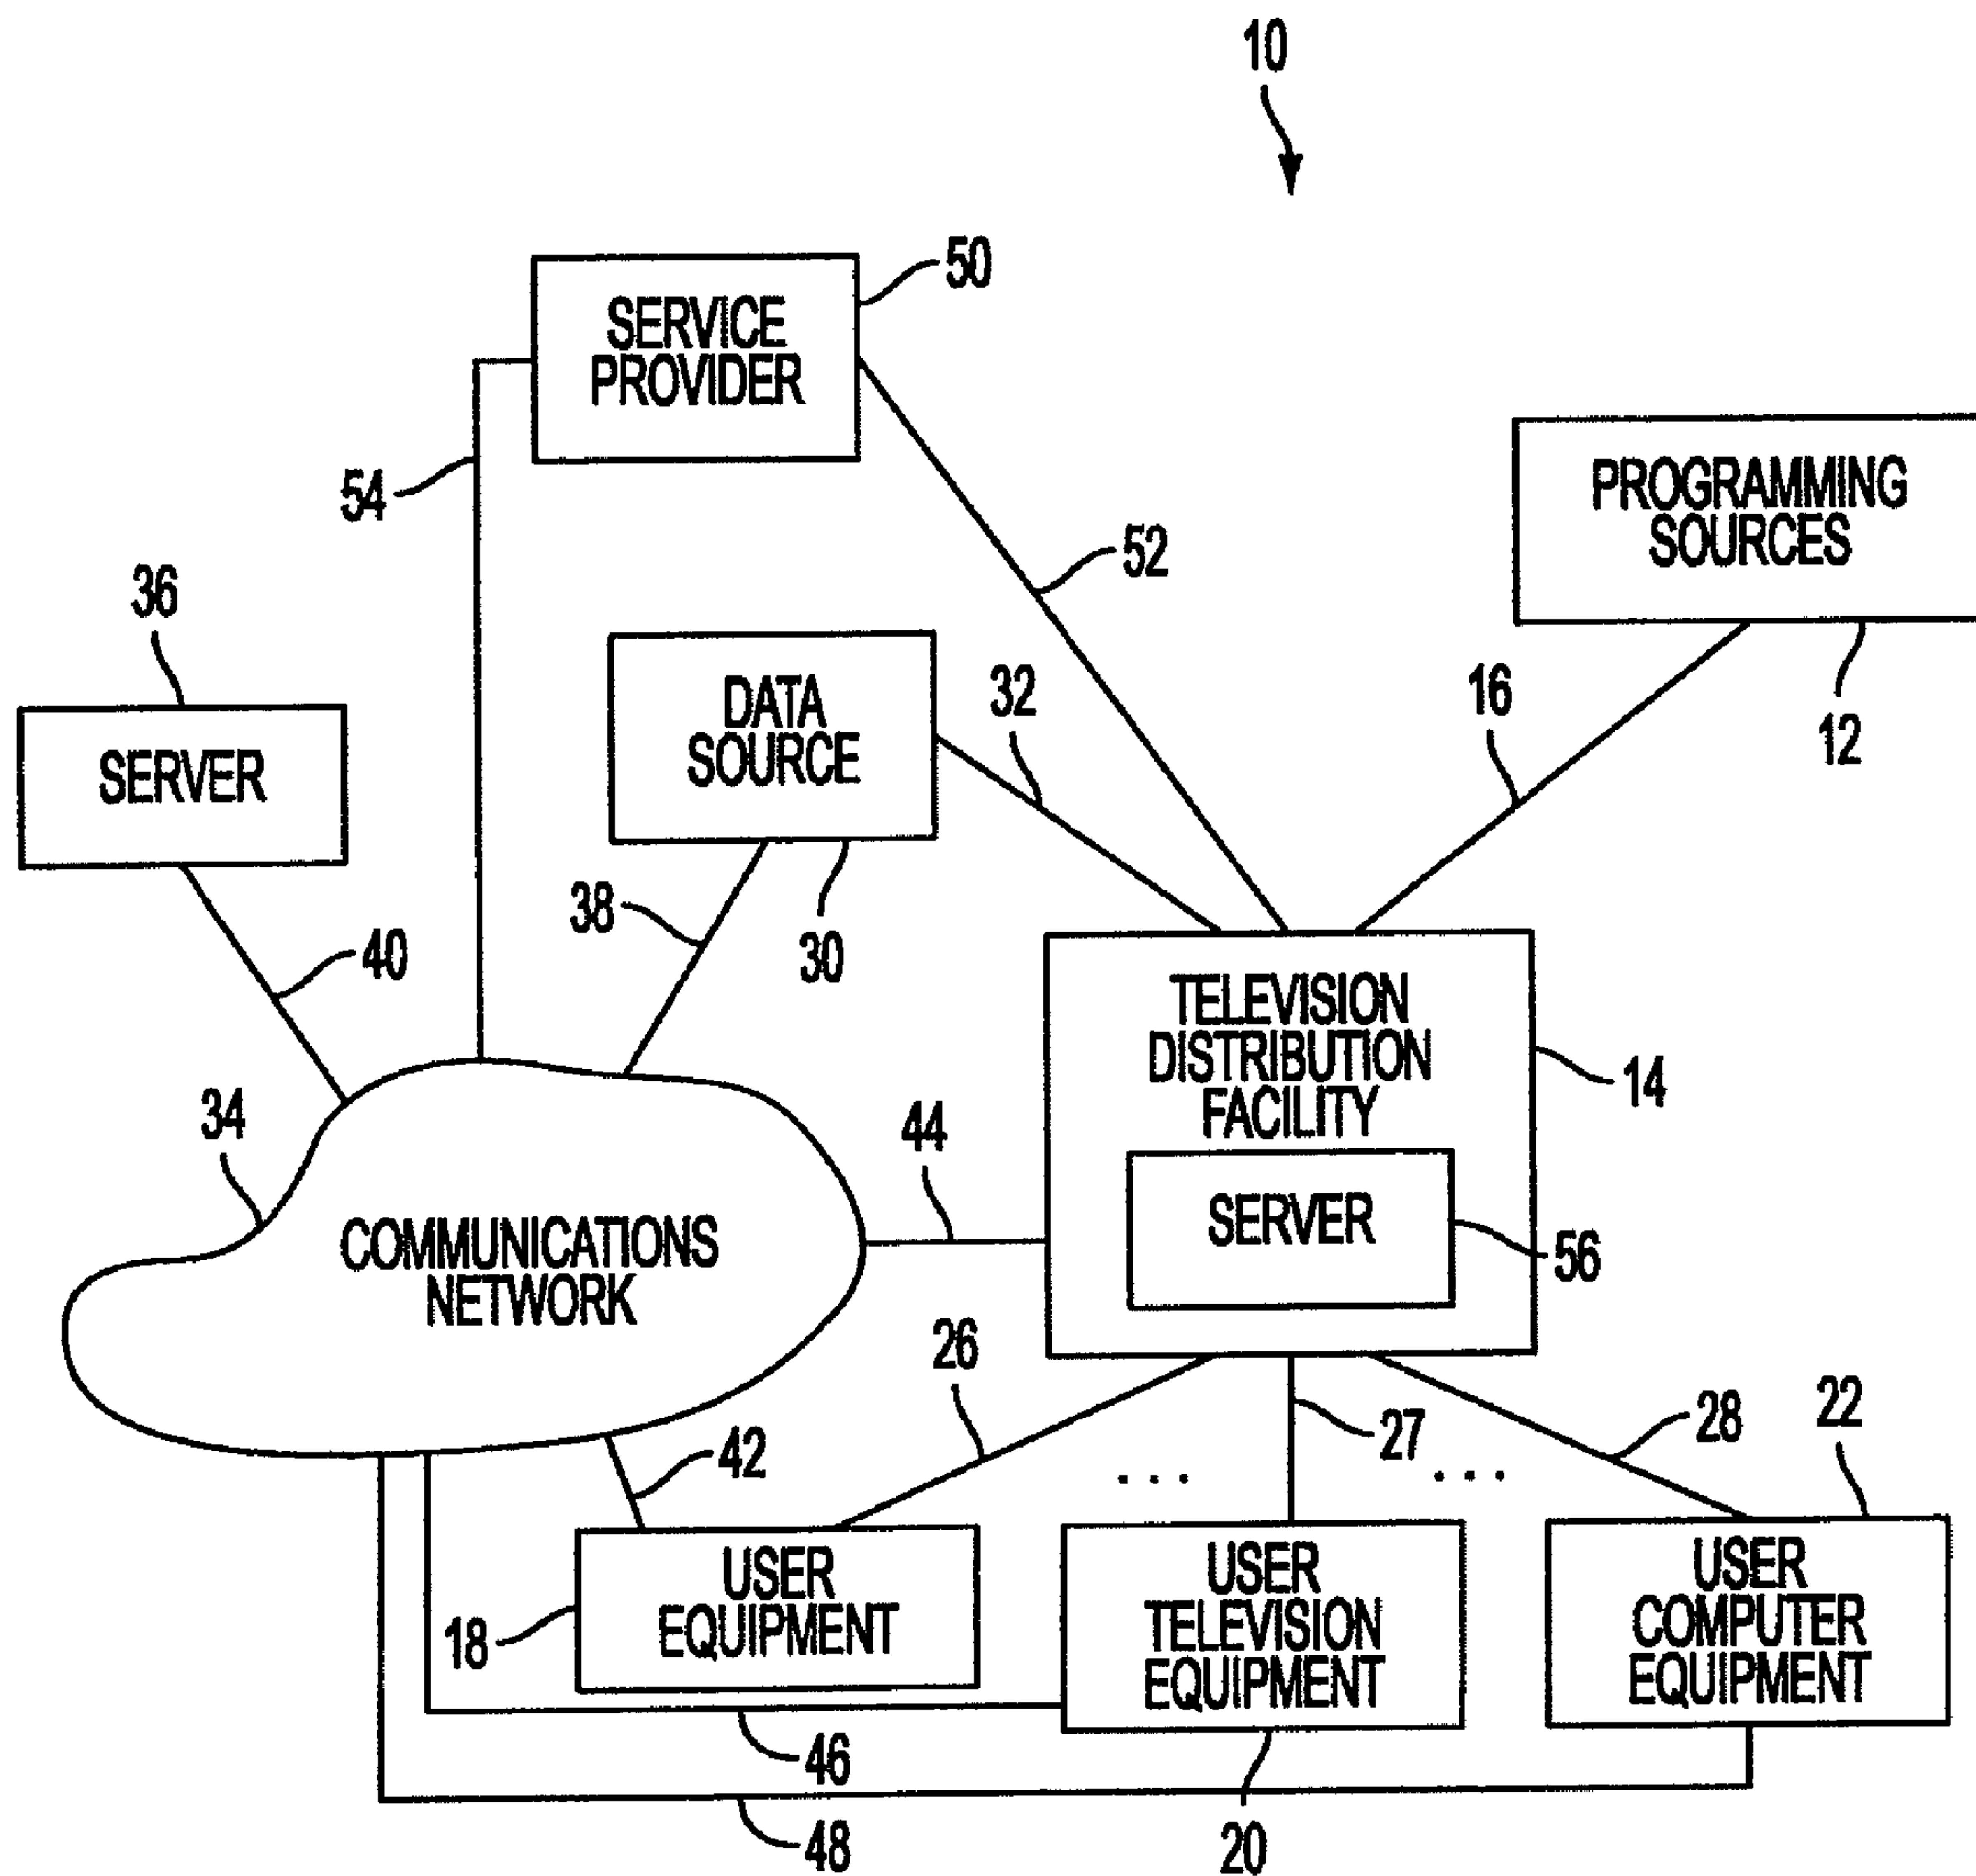 10
50
SERVICE
PROVIDER
54
52
PROGRAMMING
SOURCES
36
DATA
SOURCE
32
16
12
SERVER
38
30
40
TELEVISION
DISTRIBUTION
FACILITY
14
34
44
COMMUNICATIONS
NETWORK
SERVER
56
26
27
28
22
42
. . .
. . .
18
USER
EQUIPMENT
USER
TELEVISION
EQUIPMENT
USER
COMPUTER
EQUIPMENT
46
48
20